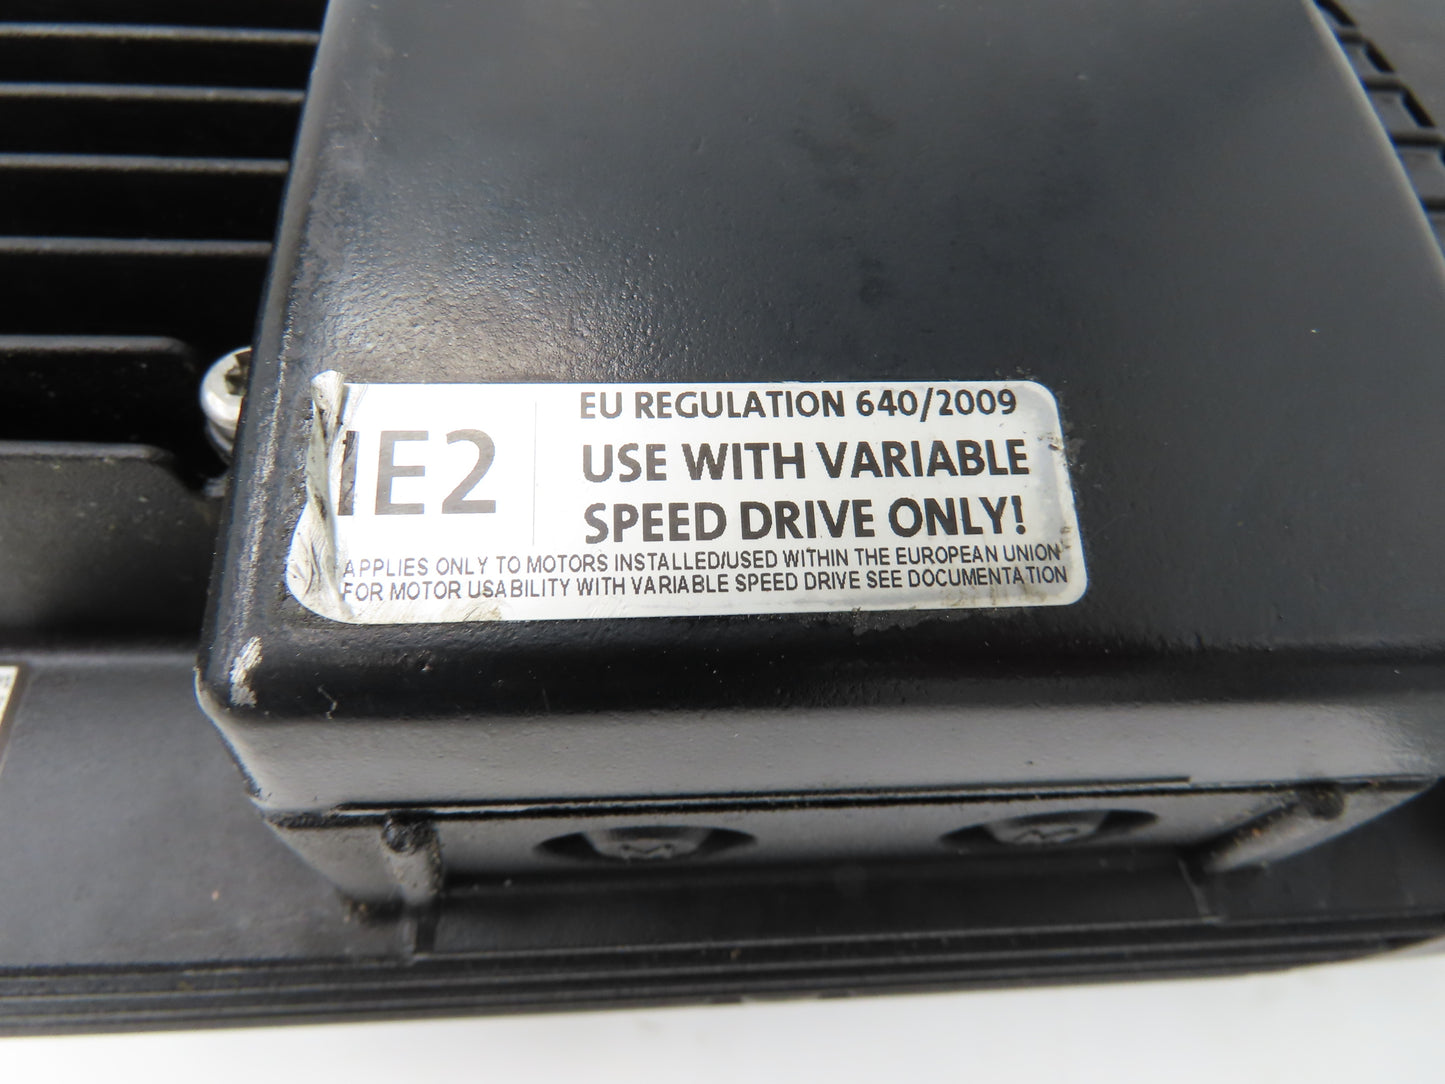 IE2
EU REGULATION 640/2009
USE WITH VARIABLE
SPEED DRIVE ONLY!
APPLIES ONLY TO MOTORS INSTALLED/USED WITHIN THE EUROPEAN UNION
FOR MOTOR USABILITY WITH VARIABLE SPEED DRIVE SEE DOCUMENTATION
M
M